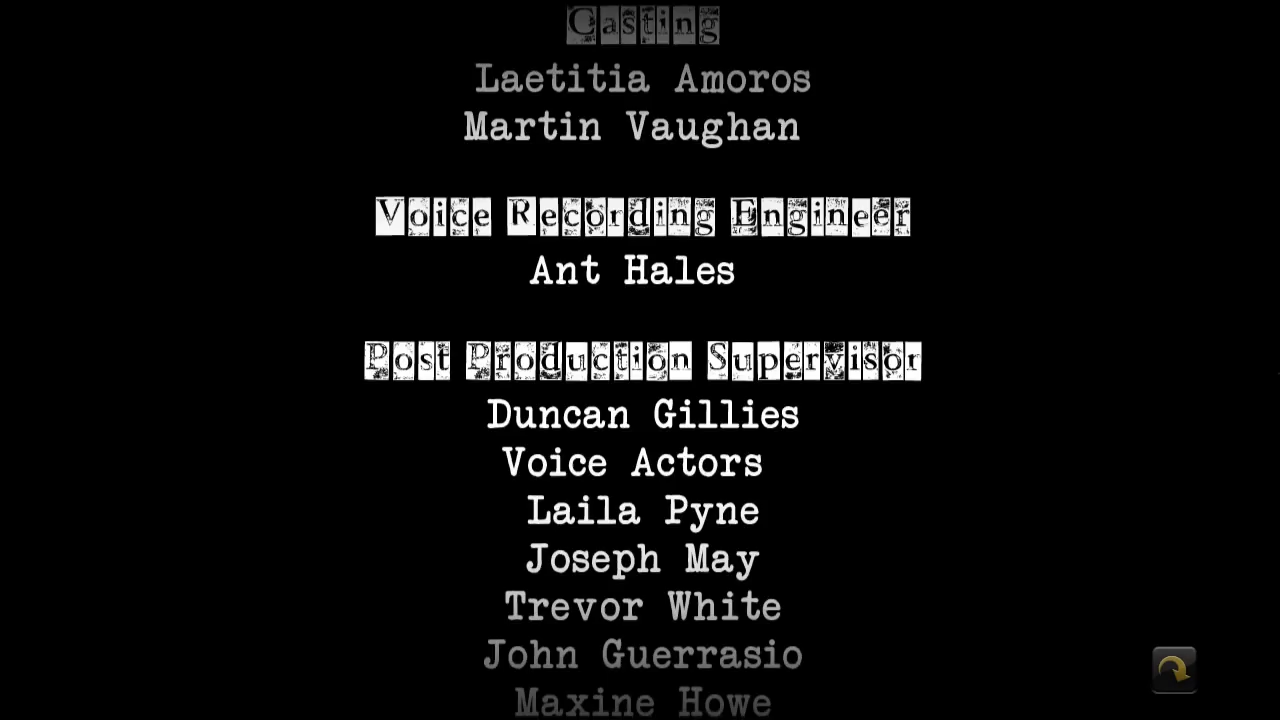 Casting
Laetitia Amoros
Martin Vaughan
Voice Recording Engineer
Ant Hales
Post Production Supervisor
Duncan Gillies
Voice Actors
Laila Pyne
Joseph May
Trevor White
John Guerrasio
Maxine Howe